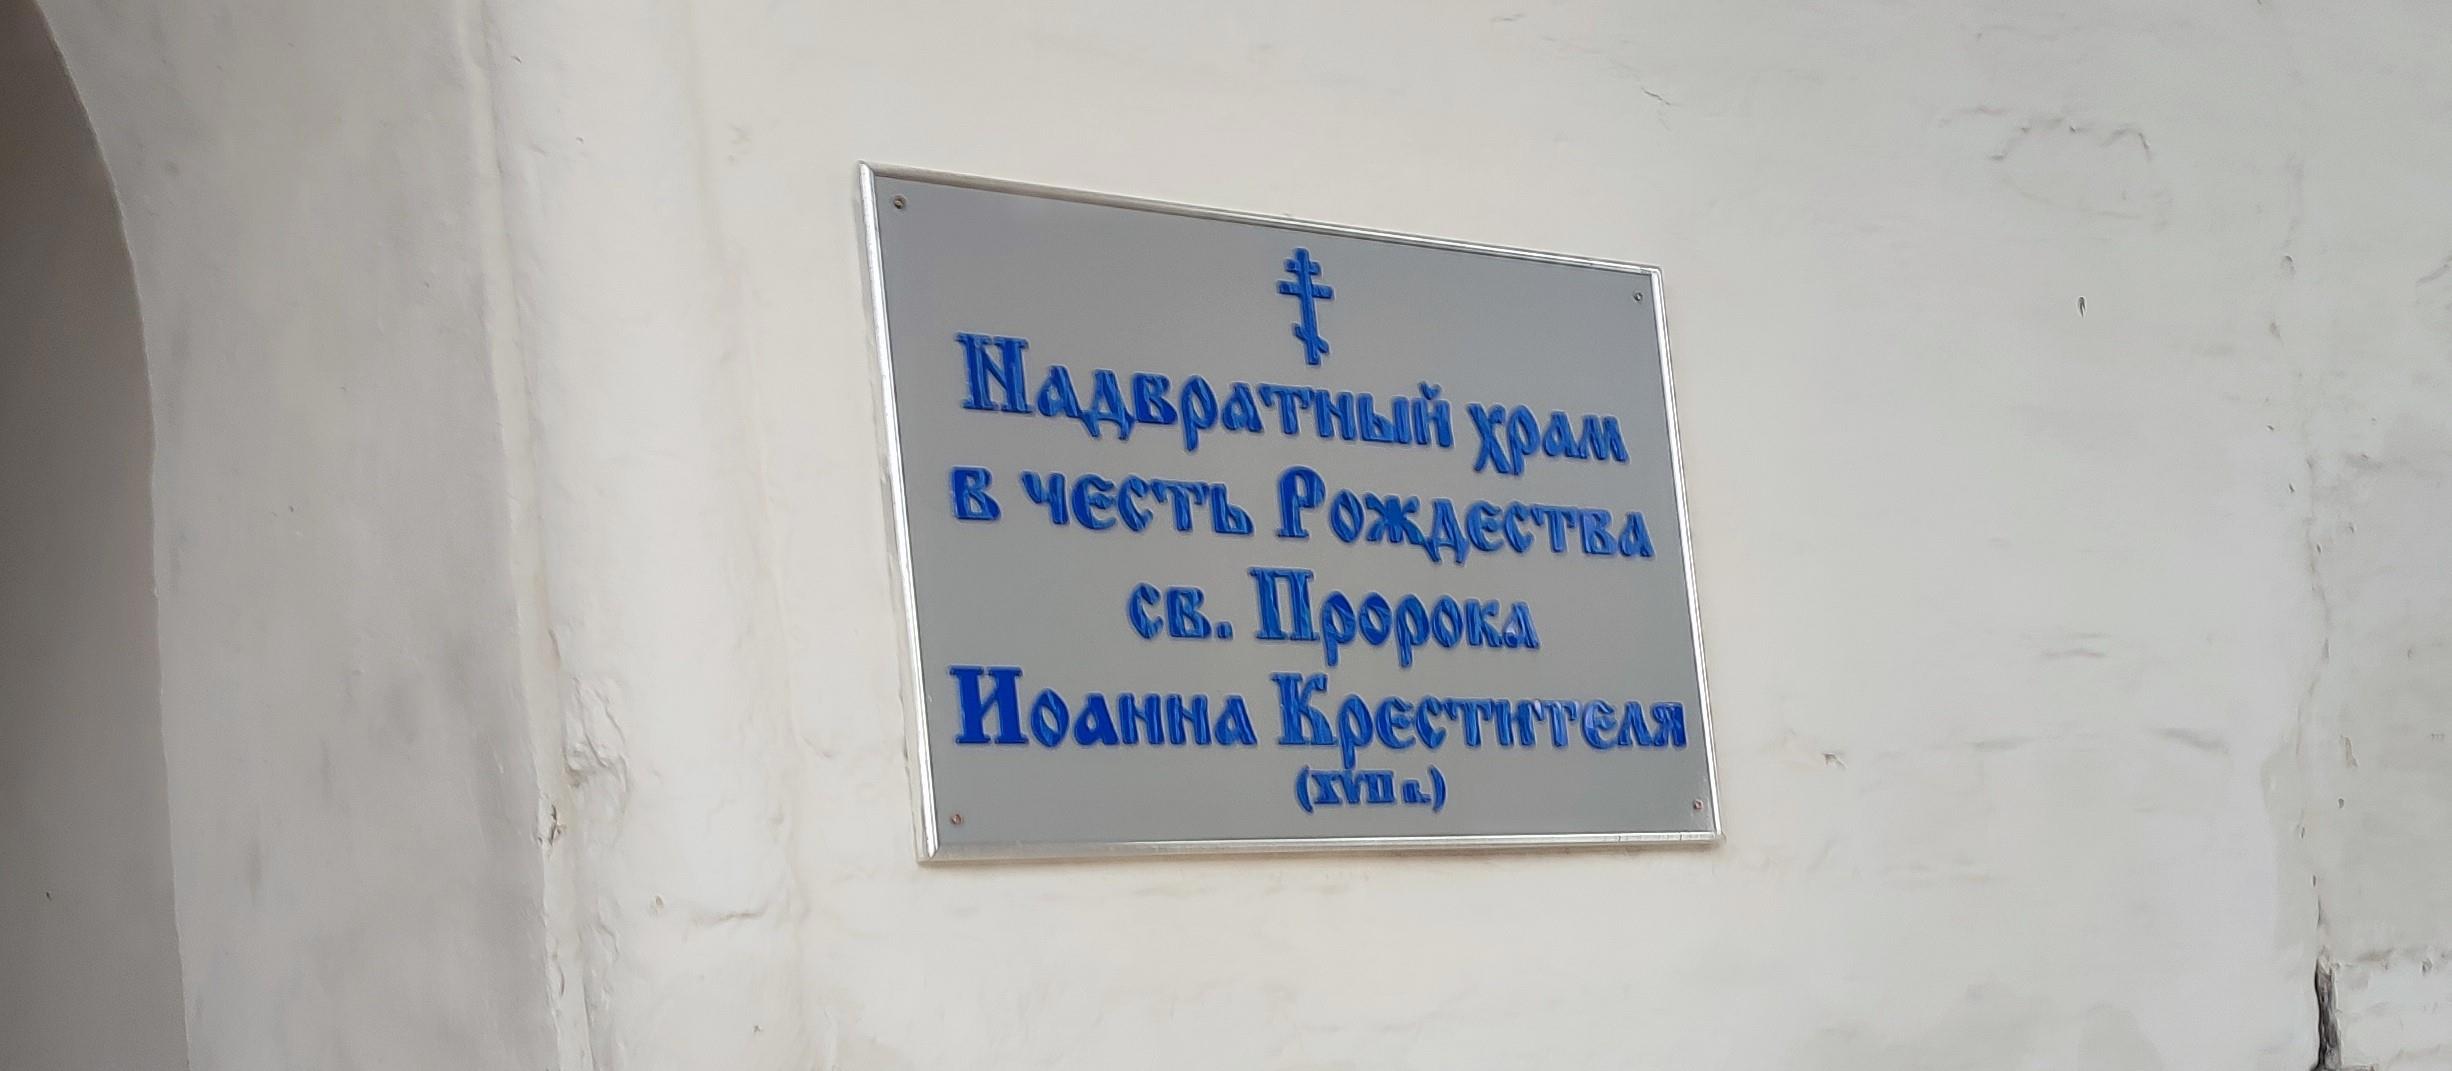 Надвратный храм
в честь Рождества
св. Пророка
Иоанна Крестителя
(XVII в.)